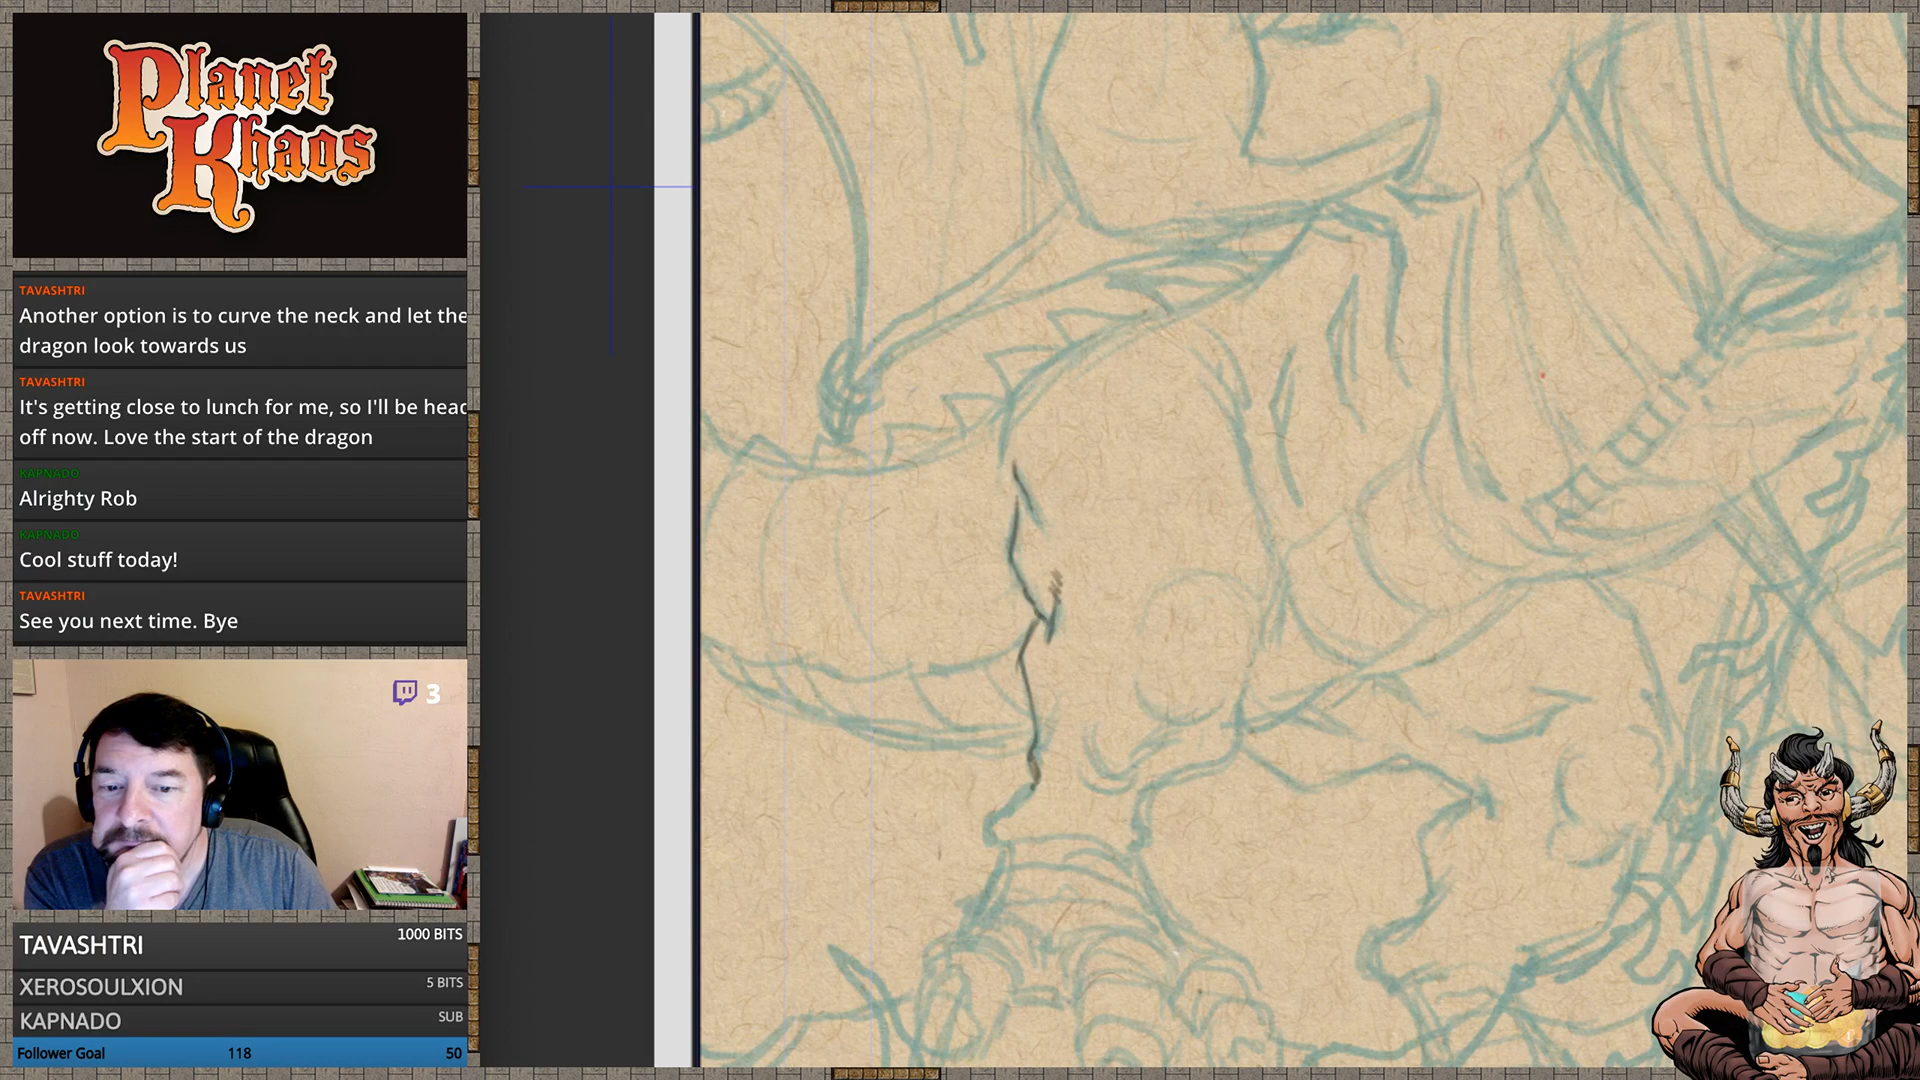 Planet
Khaos
TAVASHTRI
Another option is to curve the neck and let the
dragon look towards us
TAVASHTRI
It's getting close to lunch for me, so I'll be head
off now. Love the start of the dragon
KAPNADO
Alrighty Rob
KAPNADO
Cool stuff today!
TAVASHTRI
See you next time. Bye
3
TAVASHTRI 1000 BITS
XEROSOULXION 5 BITS
KAPNADO SUB
Follower Goal 118 50